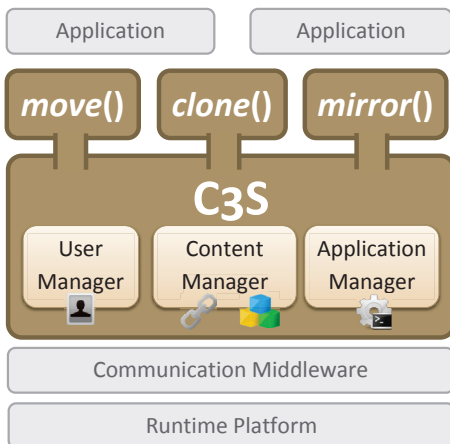 Application Application
move() clone() mirror()
C3S
User Content Application
Manager Manager Manager
Communication Middleware
Runtime Platform